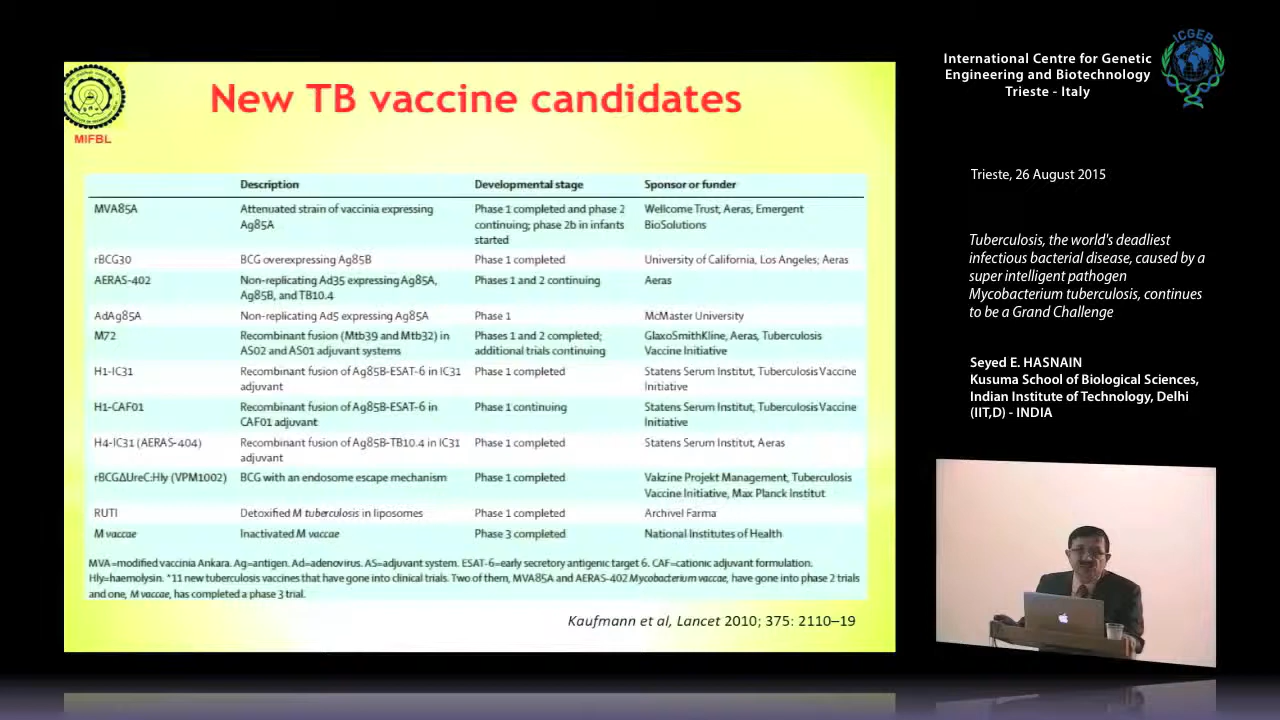 New TB vaccine candidates
MIFBL
Description Developmental stage Sponsor or funder
MVA85A Attenuated strain of vaccinia expressing Phase 1 completed and phase 2 Wellcome Trust, Aeras, Emergent
Ag85A continuing; phase 2b in infants BioSolutions
started
rBCG30 BCG overexpressing Ag85B Phase 1 completed University of California, Los Angeles; Aeras
AERAS-402 Non-replicating Ad35 expressing Ag85A, Phases 1 and 2 continuing Aeras
Ag85B, and TB10.4
AdAg85A Non-replicating Ad5 expressing Ag85A Phase 1 McMaster University
M72 Recombinant fusion (Mtb39 and Mtb32) in Phases 1 and 2 completed; GlaxoSmithKline, Aeras, Tuberculosis
AS02 and AS01 adjuvant systems additional trials continuing Vaccine Initiative
H1-IC31 Recombinant fusion of Ag85B-ESAT-6 in IC31 Phase 1 completed Statens Serum Institut, Tuberculosis Vaccine
adjuvant Initiative
H1-CAF01 Recombinant fusion of Ag85B-ESAT-6 in Phase 1 continuing Statens Serum Institut, Tuberculosis Vaccine
CAF01 adjuvant Initiative
H4-IC31 (AERAS-404) Recombinant fusion of Ag85B-TB10.4 in IC31 Phase 1 completed Statens Serum Institut, Aeras
adjuvant
rBCGΔUreC:Hly (VPM1002) BCG with an endosome escape mechanism Phase 1 completed Vakzine Projekt Management, Tuberculosis
Vaccine Initiative, Max Planck Institut
RUTI Detoxified M tuberculosis in liposomes Phase 1 completed Archivel Farma
M vaccae Inactivated M vaccae Phase 3 completed National Institutes of Health
MVA=modified vaccinia Ankara. Ag=antigen. Ad=adenovirus. AS=adjuvant system. ESAT-6=early secretory antigenic target 6. CAF=cationic adjuvant formulation.
Hly=haemolysin. *11 new tuberculosis vaccines that have gone into clinical trials. Two of them, MVA85A and AERAS-402 Mycobacterium vaccae, have gone into phase 2 trials
and one, M vaccae, has completed a phase 3 trial.
Kaufmann et al, Lancet 2010; 375: 2110–19
International Centre for Genetic
Engineering and Biotechnology
Trieste - Italy
ICGEB
Trieste, 26 August 2015
Tuberculosis, the world's deadliest
infectious bacterial disease, caused by a
super intelligent pathogen
Mycobacterium tuberculosis, continues
to be a Grand Challenge
Seyed E. HASNAIN
Kusuma School of Biological Sciences,
Indian Institute of Technology, Delhi
(IIT,D) - INDIA